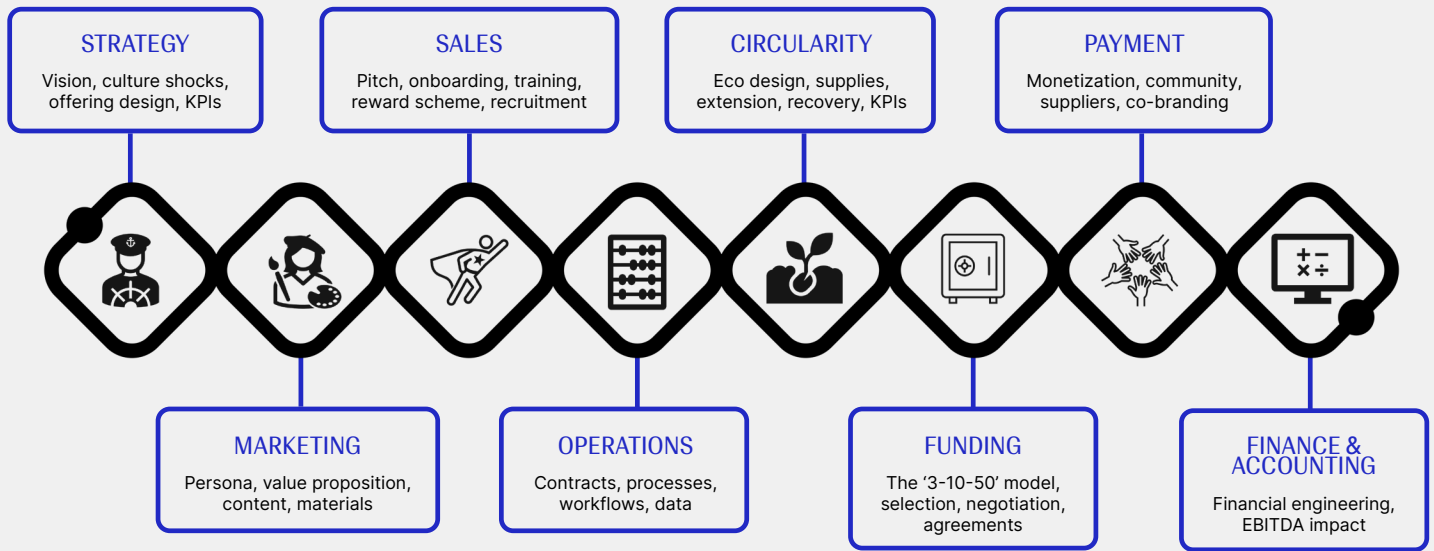 STRATEGY
Vision, culture shocks,
offering design, KPIs
SALES
Pitch, onboarding, training,
reward scheme, recruitment
CIRCULARITY
Eco design, supplies,
extension, recovery, KPIs
PAYMENT
Monetization, community,
suppliers, co-branding
MARKETING
Persona, value proposition,
content, materials
OPERATIONS
Contracts, processes,
workflows, data
FUNDING
The ‘3-10-50’ model,
selection, negotiation,
agreements
FINANCE &
ACCOUNTING
Financial engineering,
EBITDA impact